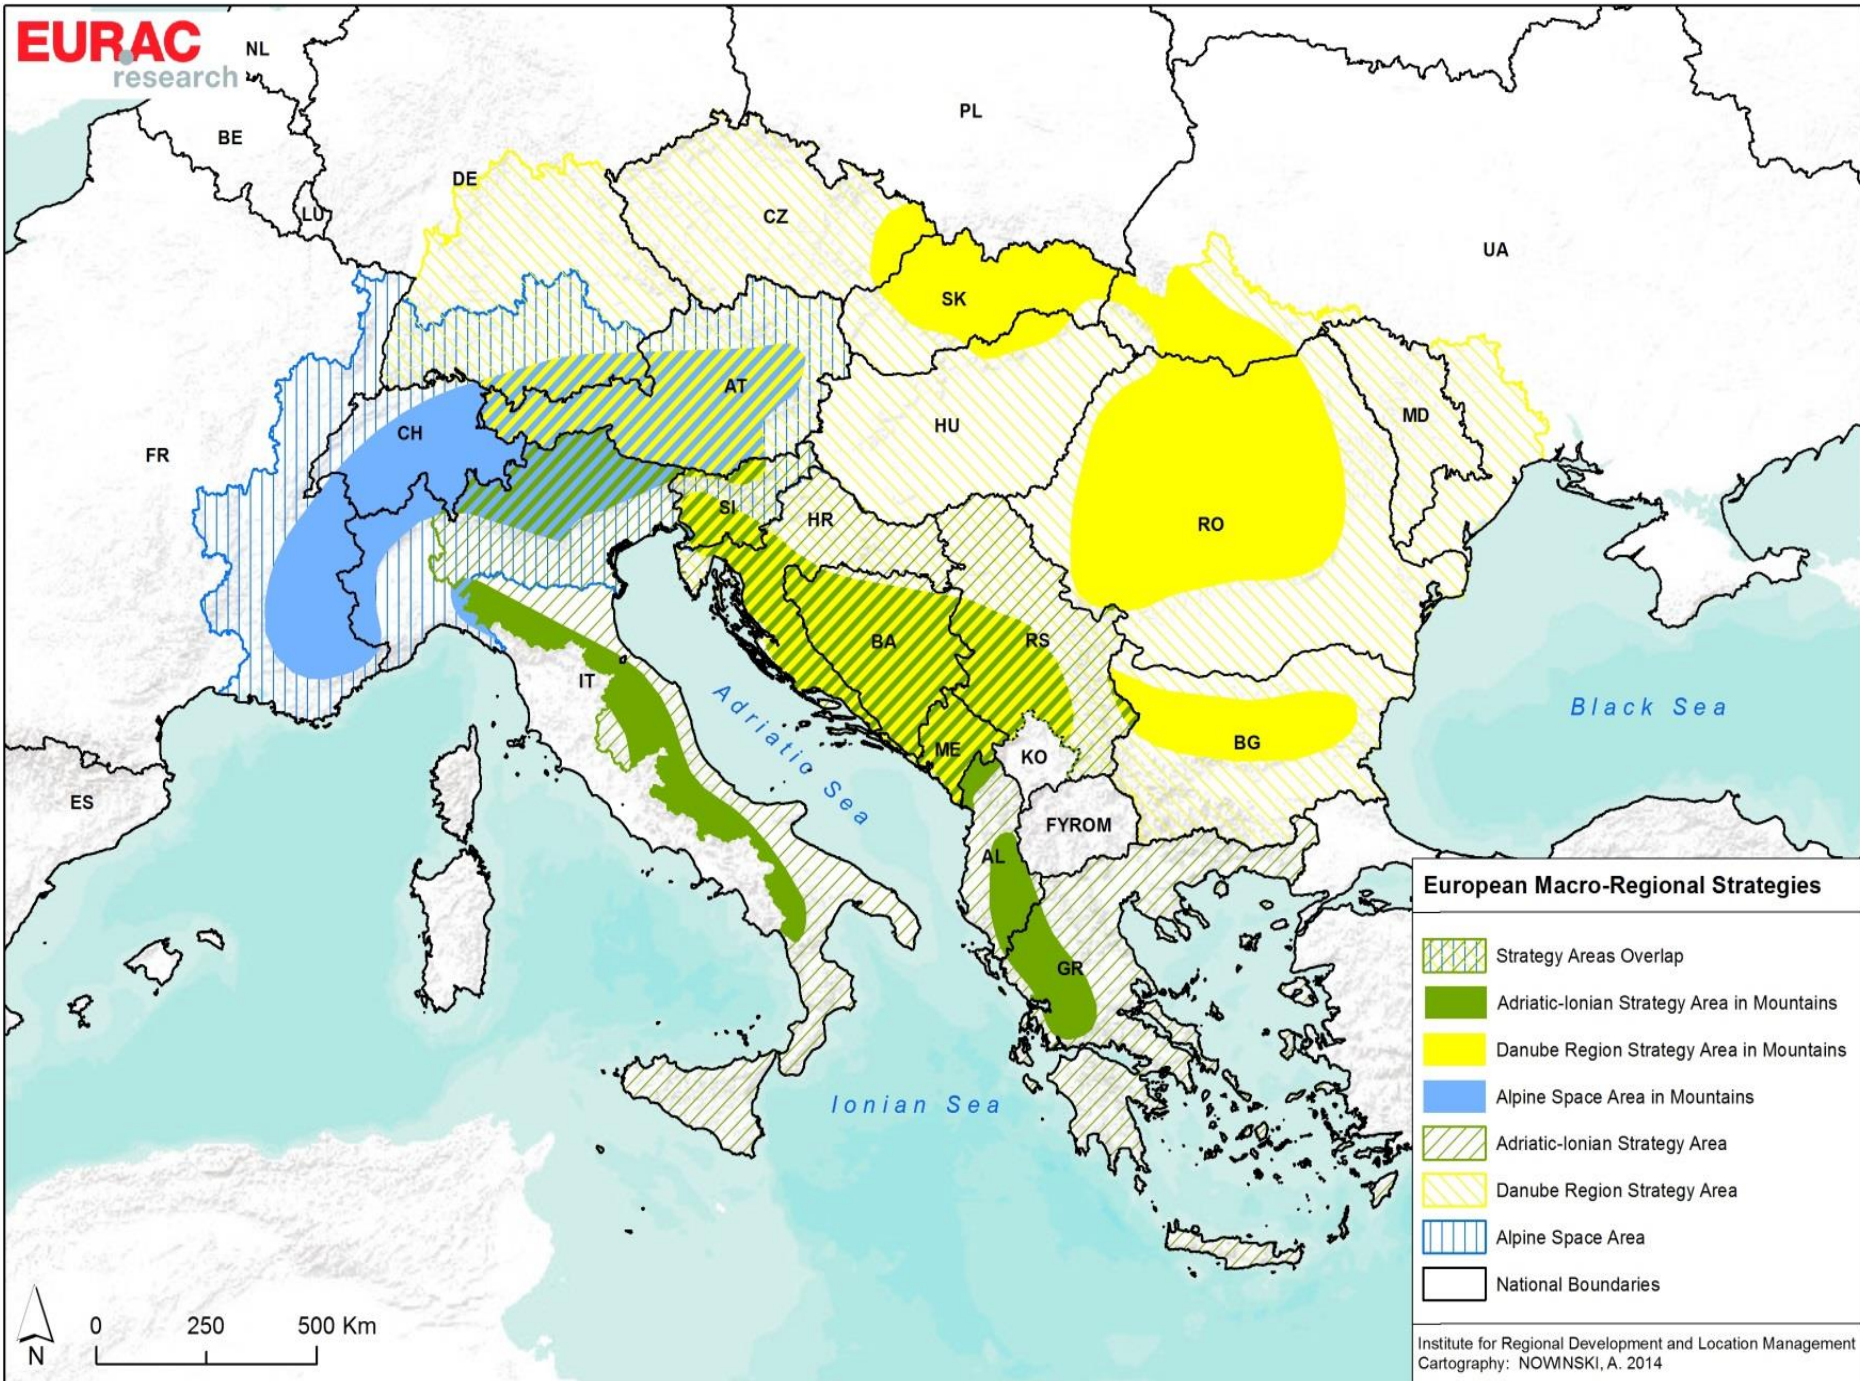 EURAC
research
NL
BE
LU
DE
PL
CZ
UA
SK
FR
CH
AT
HU
MD
SI
HR
RO
BA
RS
IT
Adriatic Sea
Black Sea
ME
KO
BG
ES
FYROM
AL
GR
Ionian Sea
European Macro-Regional Strategies
Strategy Areas Overlap
Adriatic-Ionian Strategy Area in Mountains
Danube Region Strategy Area in Mountains
Alpine Space Area in Mountains
Adriatic-Ionian Strategy Area
Danube Region Strategy Area
Alpine Space Area
National Boundaries
N
0 250 500 Km
Institute for Regional Development and Location Management
Cartography: NOWINSKI, A. 2014